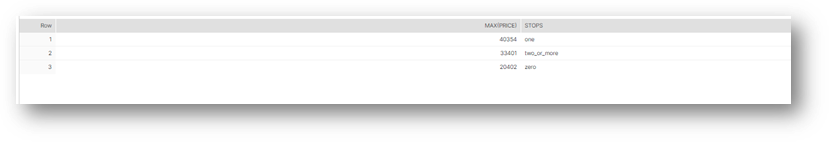 Row MAX(PRICE) STOPS
1 40354 one
2 33401 two_or_more
3 20402 zero